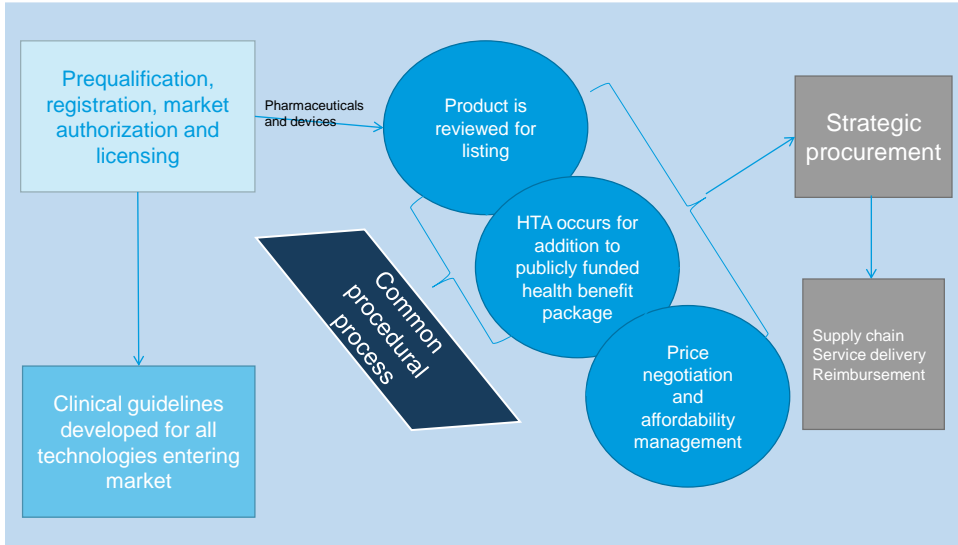 Prequalification,
registration, market
authorization and
licensing
Pharmaceuticals
and devices
Product is
reviewed for
listing
Strategic
procurement
HTA occurs for
addition to
publicly funded
health benefit
package
Common
procedural
process
Supply chain
Service delivery
Reimbursement
Price
negotiation
and
affordability
management
Clinical guidelines
developed for all
technologies entering
market